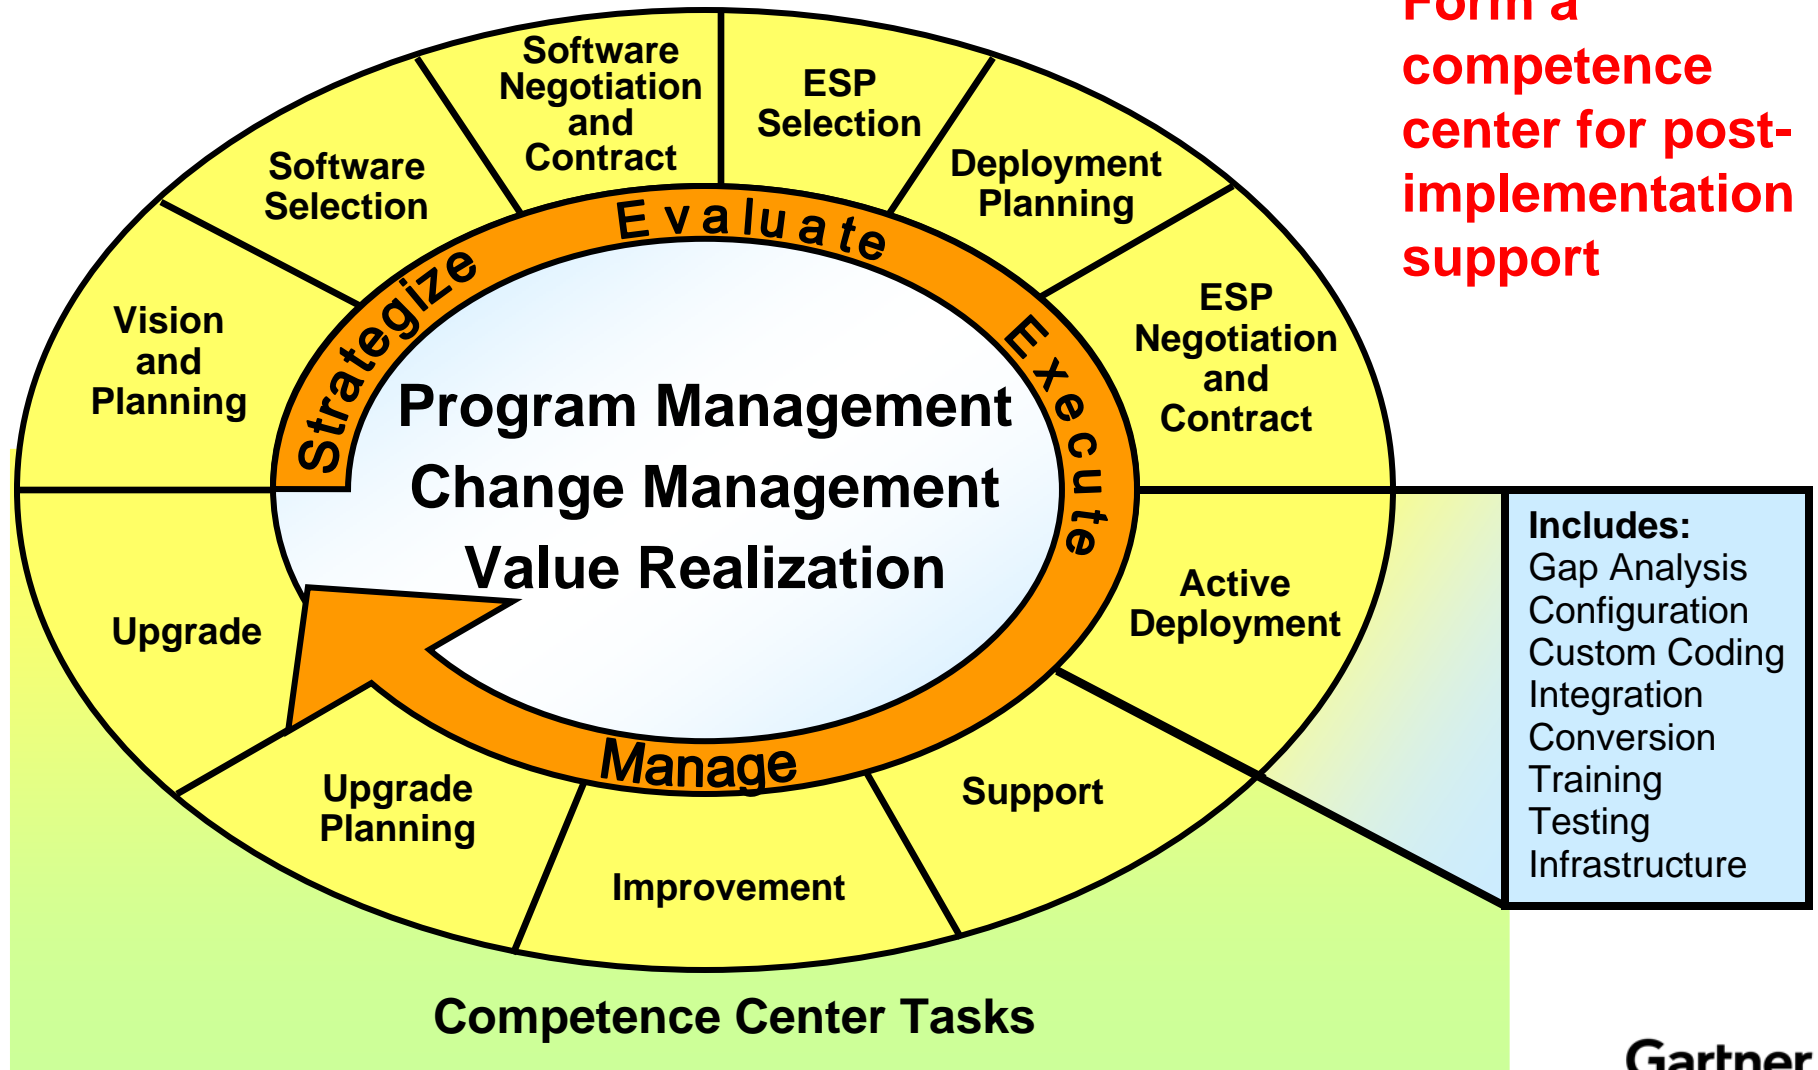 Form a
competence
center for post-
implementation
support
Software
Negotiation
and
Contract
ESP
Selection
Deployment
Planning
Software
Selection
Vision
and
Planning
ESP
Negotiation
and
Contract
Strategize
Evaluate
Execute
Manage
Program Management
Change Management
Value Realization
Active
Deployment
Upgrade
Upgrade
Planning
Improvement
Support
Includes:
Gap Analysis
Configuration
Custom Coding
Integration
Conversion
Training
Testing
Infrastructure
Competence Center Tasks
Gartner